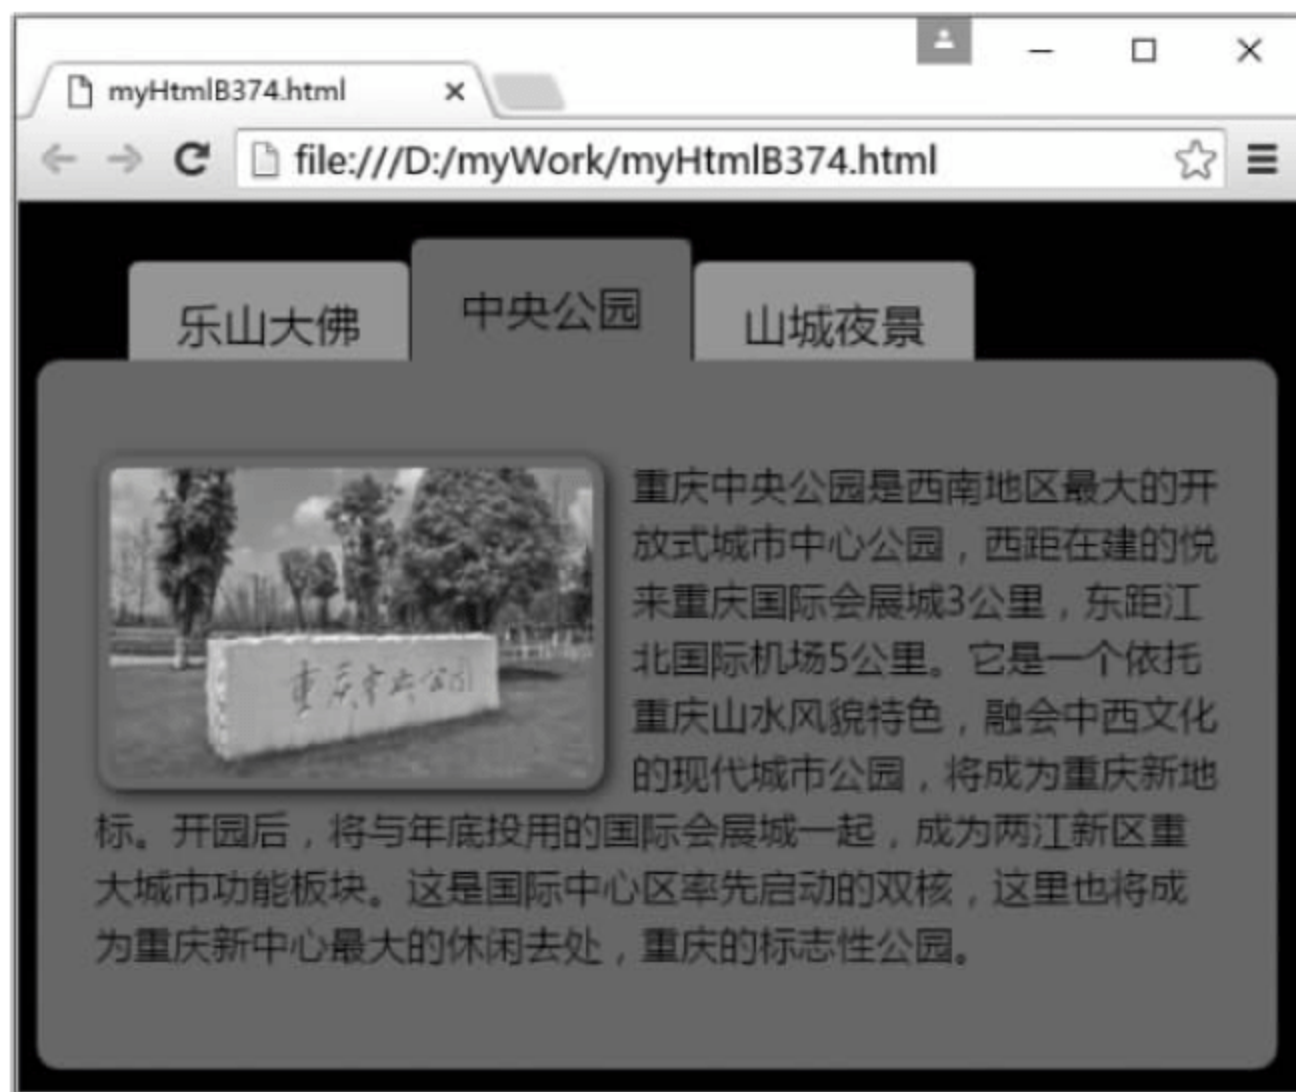 myHtmlB374.html
file:///D:/myWork/myHtmlB374.html
乐山大佛
中央公园
山城夜景
重庆中央公园是西南地区最大的开
放式城市中心公园，西距在建的悦
来重庆国际会展城3公里，东距江
北国际机场5公里。它是一个依托
重庆山水风貌特色，融会中西文化
的现代城市公园，将成为重庆新地
标。开园后，将与年底投用的国际会展城一起，成为两江新区重
大城市功能板块。这是国际中心区率先启动的双核，这里也将成
为重庆新中心最大的休闲去处，重庆的标志性公园。
重庆中央公园